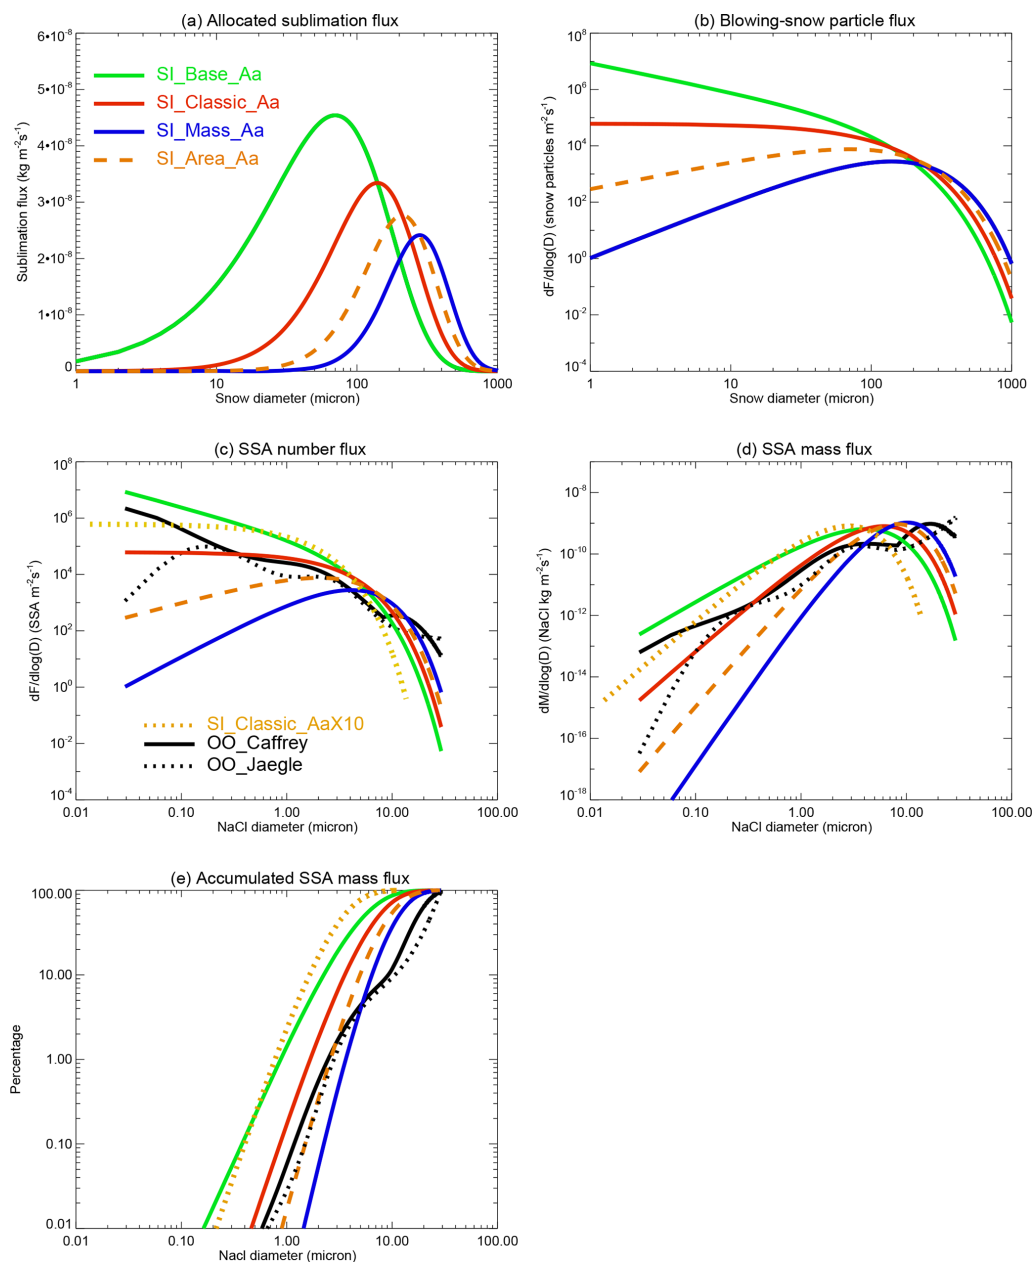 (a) Allocated sublimation flux
6•10⁻⁸
5•10⁻⁸
4•10⁻⁸
3•10⁻⁸
2•10⁻⁸
1•10⁻⁸
0
Sublimation flux (kg m⁻²s⁻¹)
SI_Base_Aa
SI_Classic_Aa
SI_Mass_Aa
SI_Area_Aa
1 10 100 1000
Snow diameter (micron)
(b) Blowing-snow particle flux
10⁸
10⁶
10⁴
10²
10⁰
10⁻²
10⁻⁴
dF/dlog(D) (snow particles m⁻²s⁻¹)
1 10 100 1000
Snow diameter (micron)
(c) SSA number flux
10⁸
10⁶
10⁴
10²
10⁰
10⁻²
10⁻⁴
dF/dlog(D) (SSA m⁻²s⁻¹)
SI_Classic_AaX10
OO_Caffrey
OO_Jaegle
0.01 0.10 1.00 10.00 100.00
NaCl diameter (micron)
(d) SSA mass flux
10⁻⁸
10⁻¹⁰
10⁻¹²
10⁻¹⁴
10⁻¹⁶
10⁻¹⁸
dM/dlog(D) (NaCl kg m⁻²s⁻¹)
0.01 0.10 1.00 10.00 100.00
NaCl diameter (micron)
(e) Accumulated SSA mass flux
100.00
10.00
1.00
0.10
0.01
Percentage
0.01 0.10 1.00 10.00 100.00
Nacl diameter (micron)